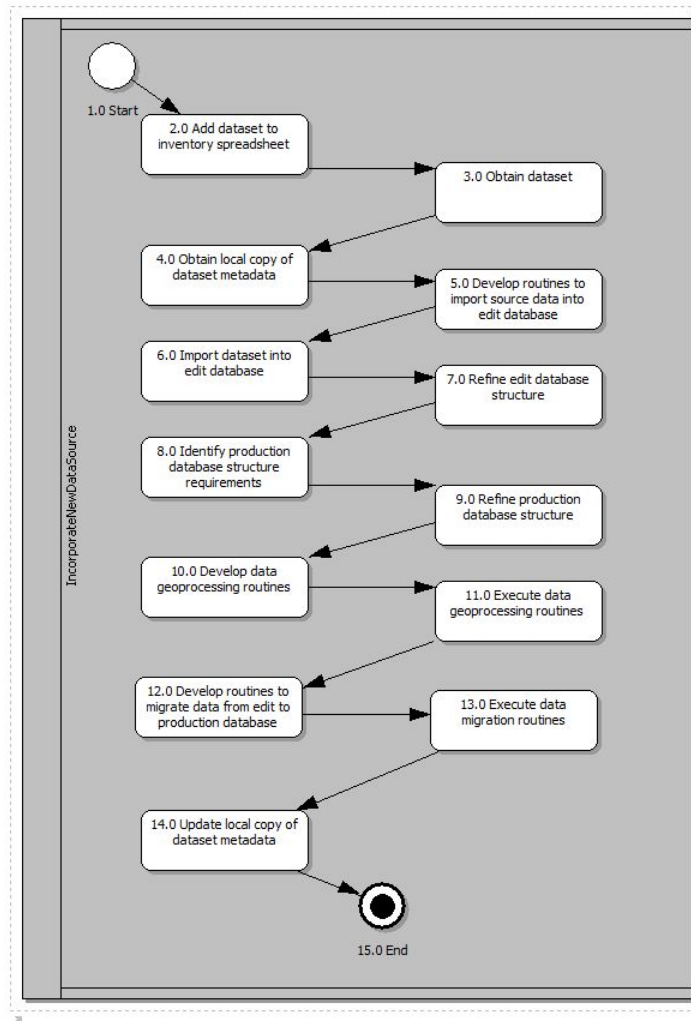 1.0 Start
2.0 Add dataset to
inventory spreadsheet
3.0 Obtain dataset
4.0 Obtain local copy of
dataset metadata
5.0 Develop routines to
import source data into
edit database
6.0 Import dataset into
edit database
7.0 Refine edit database
structure
8.0 Identify production
database structure
requirements
9.0 Refine production
database structure
10.0 Develop data
geoprocessing routines
11.0 Execute data
geoprocessing routines
12.0 Develop routines to
migrate data from edit to
production database
13.0 Execute data
migration routines
14.0 Update local copy of
dataset metadata
15.0 End
IncorporateNewDataSource